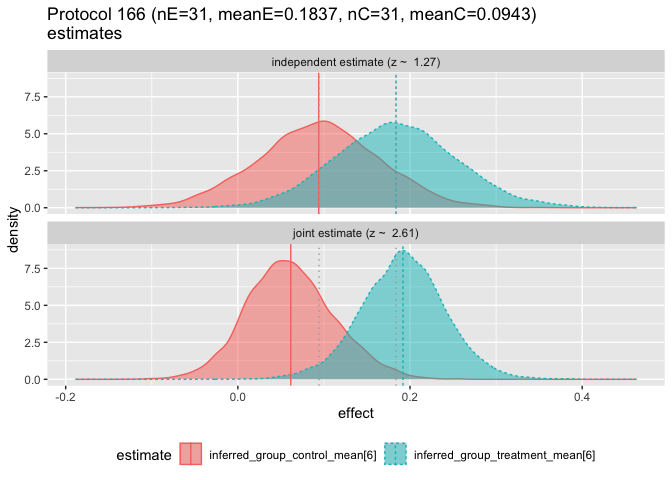 Protocol 166 (nE=31, meanE=0.1837, nC=31, meanC=0.0943)
estimates
independent estimate (z ~  1.27)
7.5
5.0
2.5
0.0
joint estimate (z ~  2.61)
7.5
5.0
2.5
0.0
density
-0.2
0.0
0.2
0.4
effect
estimate
inferred_group_control_mean[6]
inferred_group_treatment_mean[6]